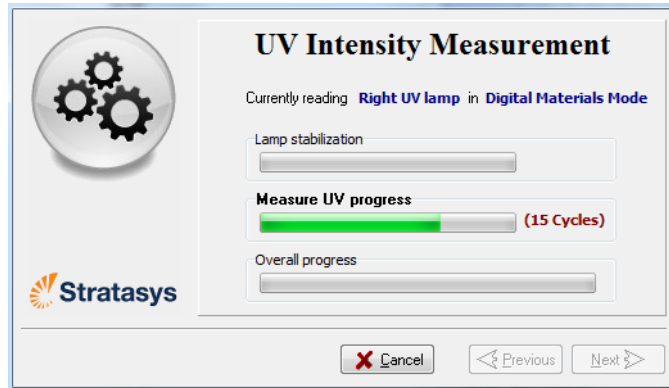 UV Intensity Measurement
Currently reading Right UV lamp in Digital Materials Mode
Lamp stabilization
Measure UV progress
(15 Cycles)
Overall progress
Stratasys
Cancel Previous Next